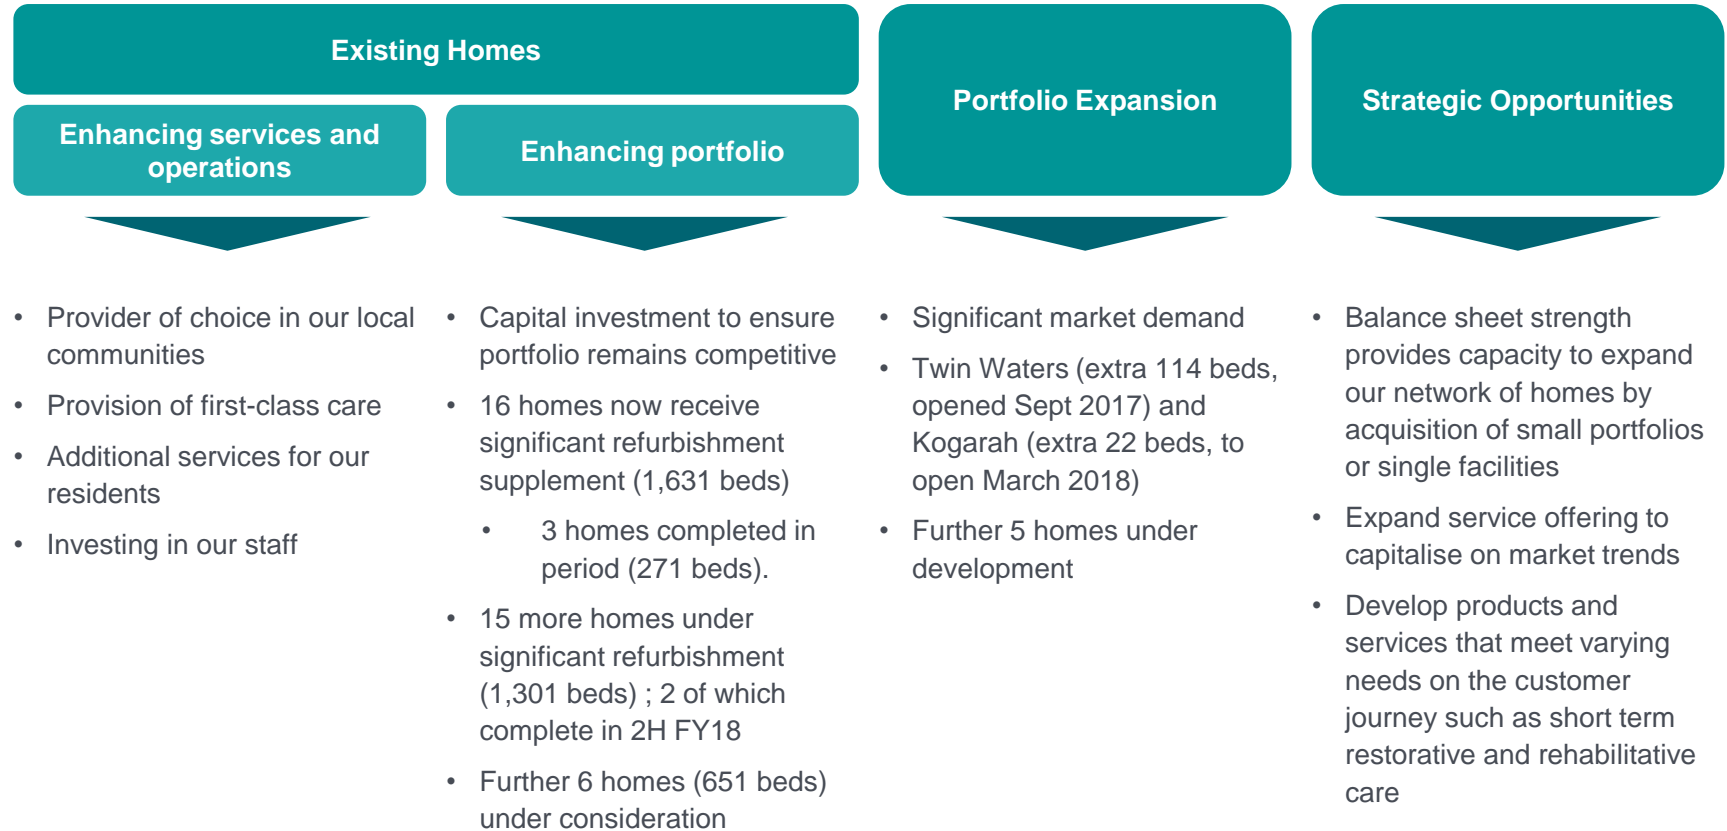 Existing Homes
Enhancing services and
operations
Enhancing portfolio
Portfolio Expansion
Strategic Opportunities
• Provider of choice in our local
communities
• Provision of first-class care
• Additional services for our
residents
• Investing in our staff
• Capital investment to ensure
portfolio remains competitive
• 16 homes now receive
significant refurbishment
supplement (1,631 beds)
• 3 homes completed in
period (271 beds).
• 15 more homes under
significant refurbishment
(1,301 beds) ; 2 of which
complete in 2H FY18
• Further 6 homes (651 beds)
under consideration
• Significant market demand
• Twin Waters (extra 114 beds,
opened Sept 2017) and
Kogarah (extra 22 beds, to
open March 2018)
• Further 5 homes under
development
• Balance sheet strength
provides capacity to expand
our network of homes by
acquisition of small portfolios
or single facilities
• Expand service offering to
capitalise on market trends
• Develop products and
services that meet varying
needs on the customer
journey such as short term
restorative and rehabilitative
care